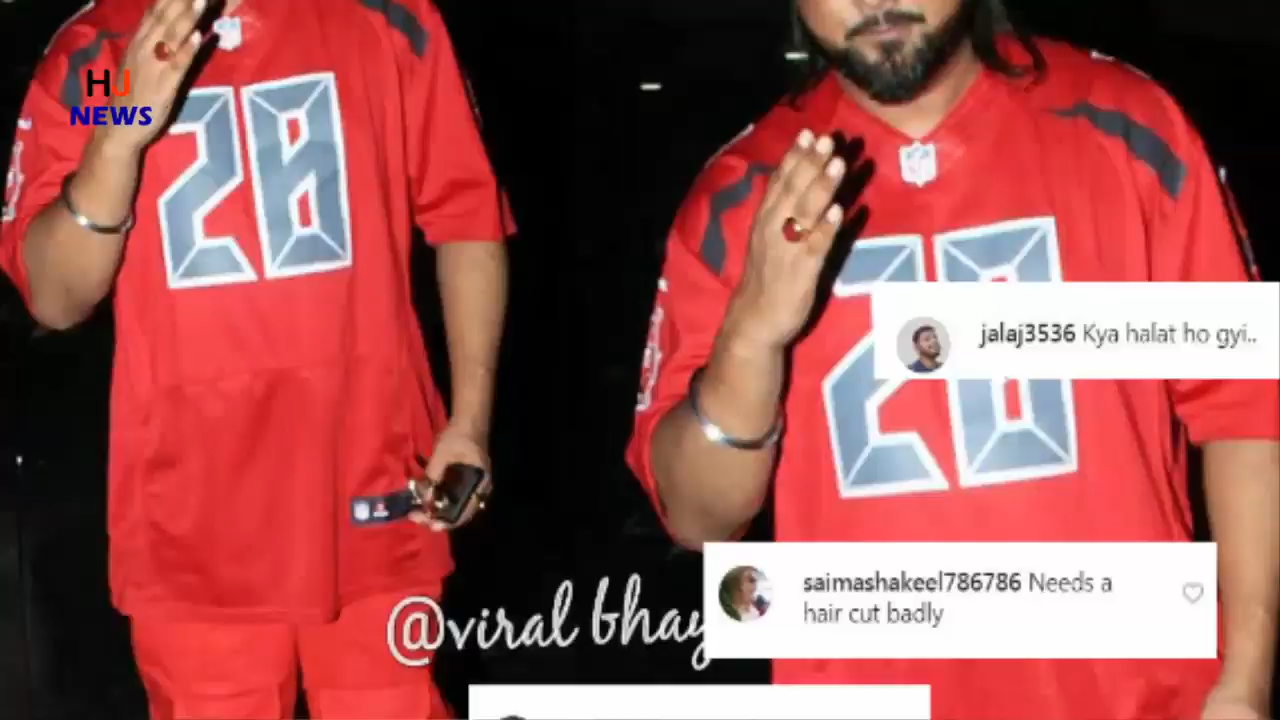 HJ
NEWS
28
28
jalaj3536 Kya halat ho gyi..
saimashakeel786786 Needs a
hair cut badly
@viral bhay